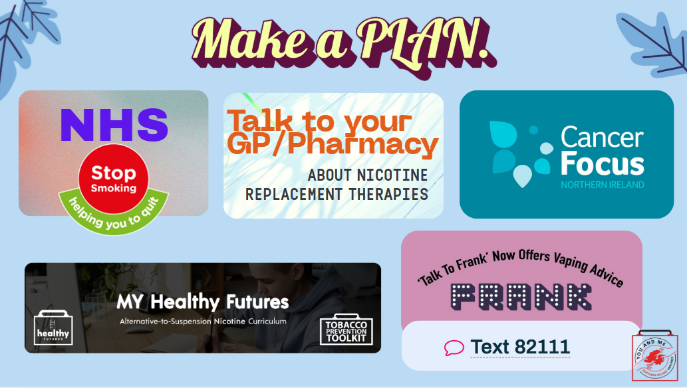 Make a PLAN.
NHS
Stop
Smoking
helping you to quit
Talk to your
GP/Pharmacy
ABOUT NICOTINE
REPLACEMENT THERAPIES
Cancer
Focus
NORTHERN IRELAND
MY Healthy Futures
Alternative-to-Suspension Nicotine Curriculum
healthy
FUTURES
TOBACCO
PREVENTION
TOOLKIT
'Talk To Frank' Now Offers Vaping Advice
FRANK
Text 82111
YOU AND ME